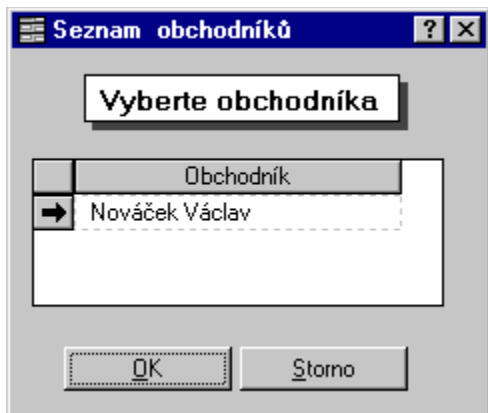 Seznam obchodníků
Vyberte obchodníka
Obchodník
Nováček Václav
OK Storno